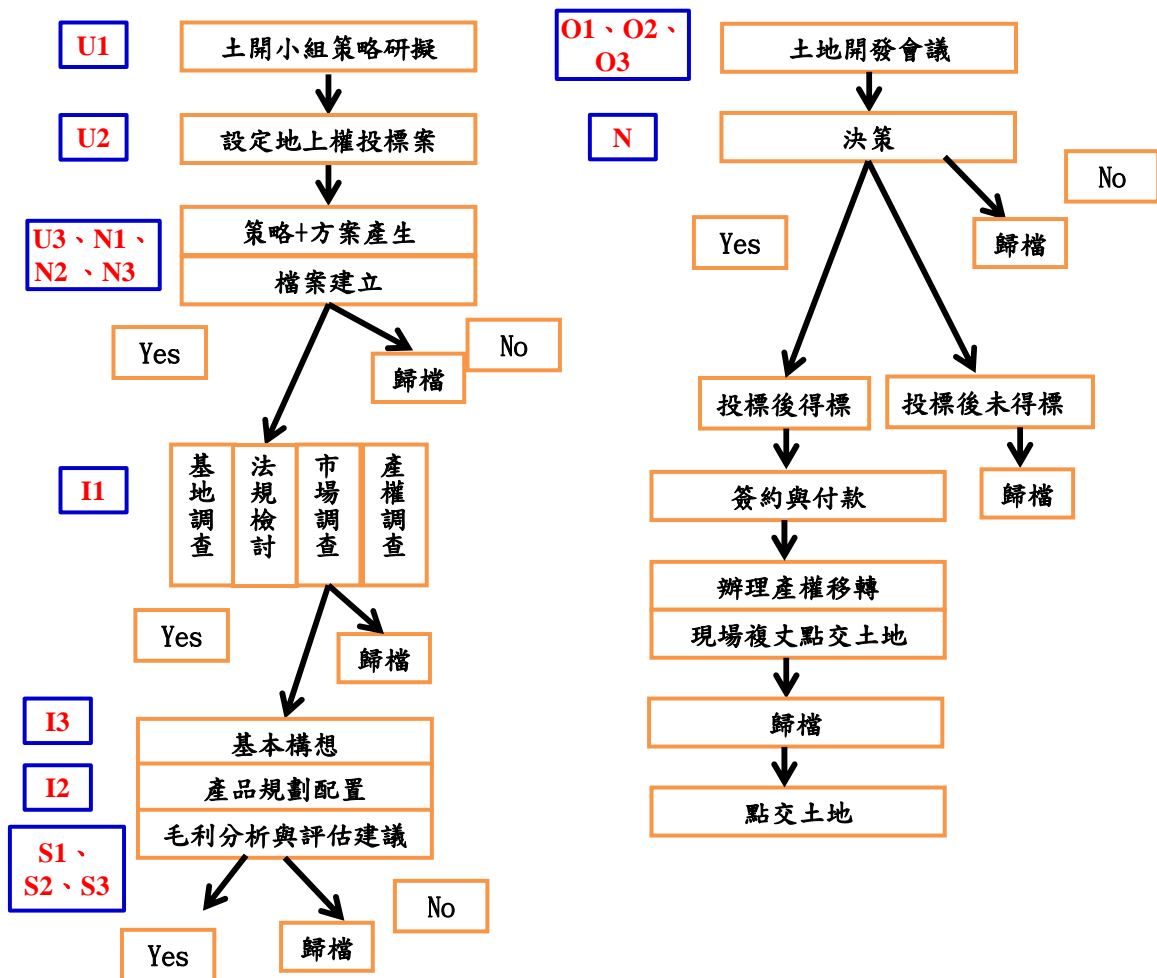 U1
土開小組策略研擬
U2
設定地上權投標案
U3、N1、
N2、N3
策略+方案產生
檔案建立
Yes
歸檔
No
I1
基地調查
法規檢討
市場調查
產權調查
Yes
歸檔
I3
基本構想
I2
產品規劃配置
S1、
S2、S3
毛利分析與評估建議
Yes
歸檔
No
O1、O2、
O3
土地開發會議
N
決策
No
Yes
歸檔
投標後得標
投標後未得標
簽約與付款
歸檔
辦理產權移轉
現場複丈點交土地
歸檔
點交土地